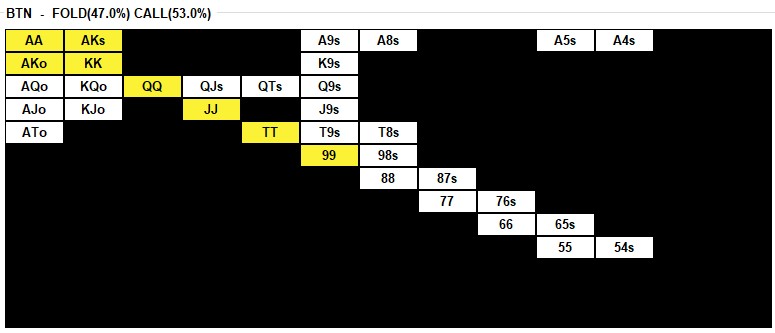 BTN - FOLD(47.0%) CALL(53.0%)
AA AKs A9s A8s A5s A4s
AKo KK K9s
AQo KQo QQ QJs QTs Q9s
AJo KJo JJ J9s
ATo TT T9s T8s
99 98s
88 87s
77 76s
66 65s
55 54s